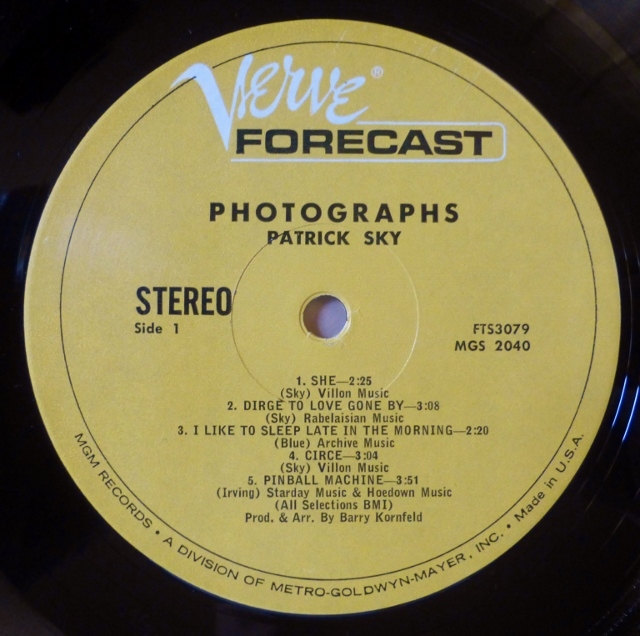 Verve®
FORECAST
PHOTOGRAPHS
PATRICK SKY
STEREO
Side 1
FTS3079
MGS 2040
1. SHE—2:25
(Sky) Villon Music
2. DIRGE TO LOVE GONE BY—3:08
(Sky) Rabelaisian Music
3. I LIKE TO SLEEP LATE IN THE MORNING—2:20
(Blue) Archive Music
4. CIRCE—3:04
(Sky) Villon Music
5. PINBALL MACHINE—3:51
(Irving) Starday Music & Hoedown Music
(All Selections BMI)
Prod. & Arr. By Barry Kornfeld
MGM RECORDS • A DIVISION OF METRO-GOLDWYN-MAYER, INC. • Made in U.S.A.